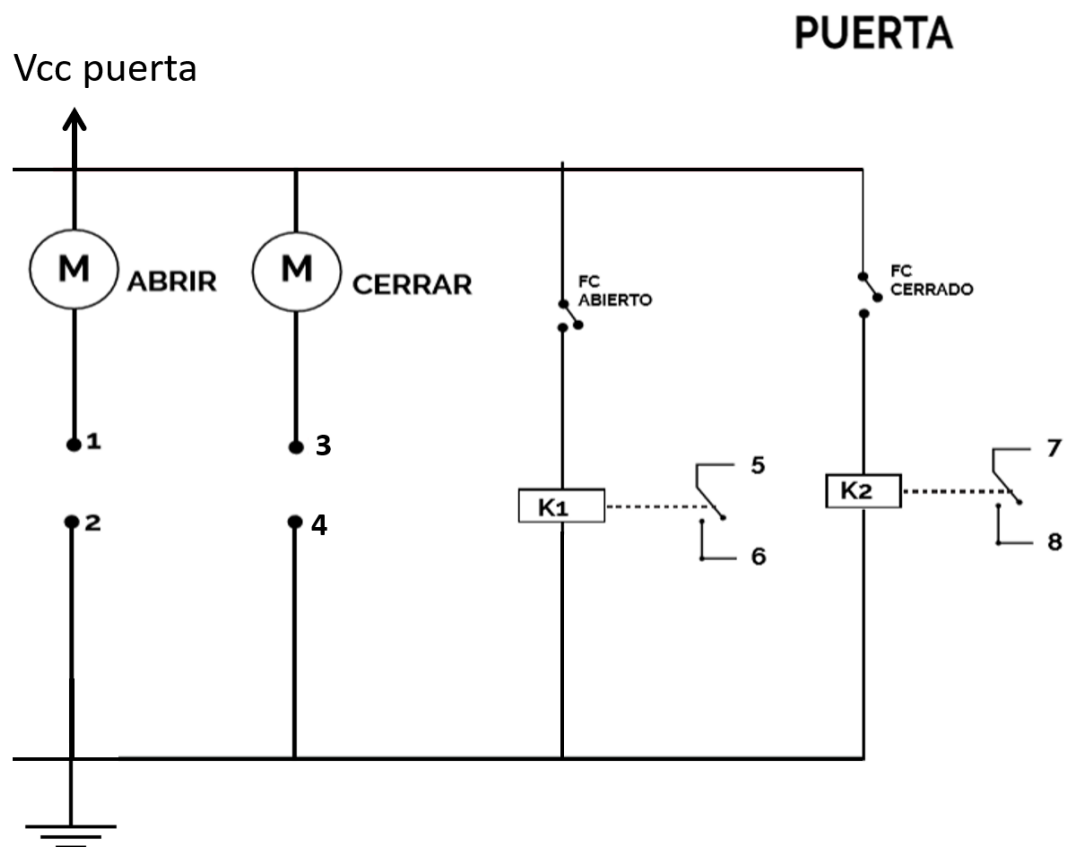 PUERTA
Vcc puerta
M
ABRIR
M
CERRAR
FC
ABIERTO
FC
CERRADO
1
3
2
4
K1
5
6
K2
7
8